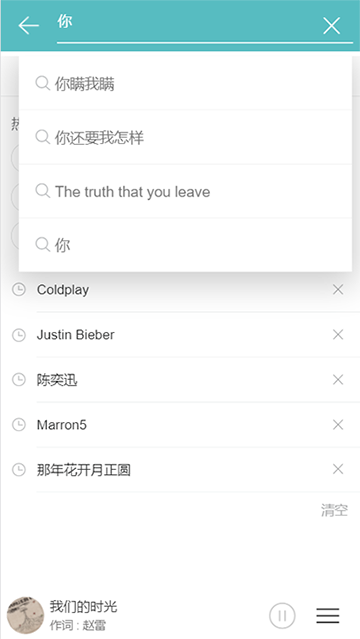 你
你瞒我瞒
你还要我怎样
The truth that you leave
你
热
Coldplay
Justin Bieber
陈奕迅
Marron5
那年花开月正圆
清空
我们的时光
作词 : 赵雷